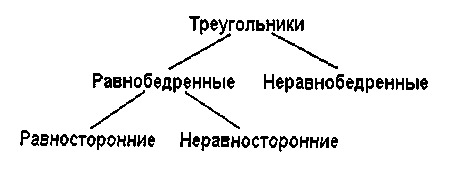 Треугольники
Равнобедренные Неравнобедренные
Равносторонние Неравносторонние